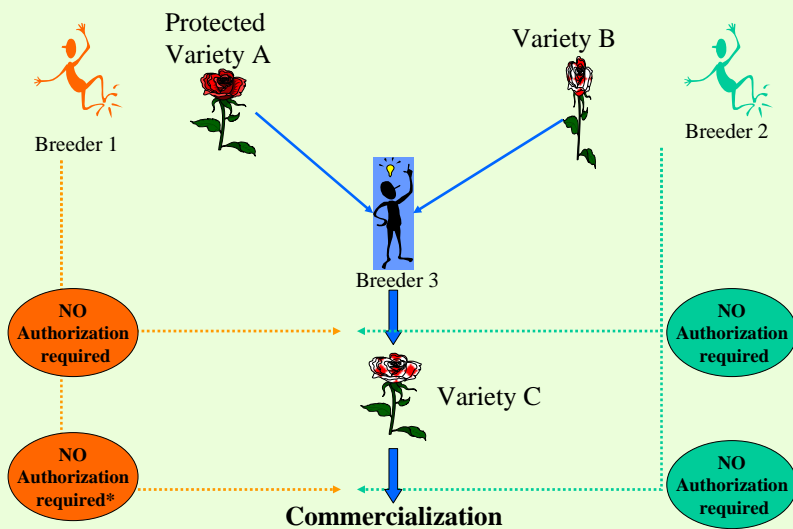 Protected
Variety A
Variety B
Breeder 1
Breeder 2
Breeder 3
NO
Authorization
required
NO
Authorization
required
Variety C
NO
Authorization
required*
NO
Authorization
required
Commercialization